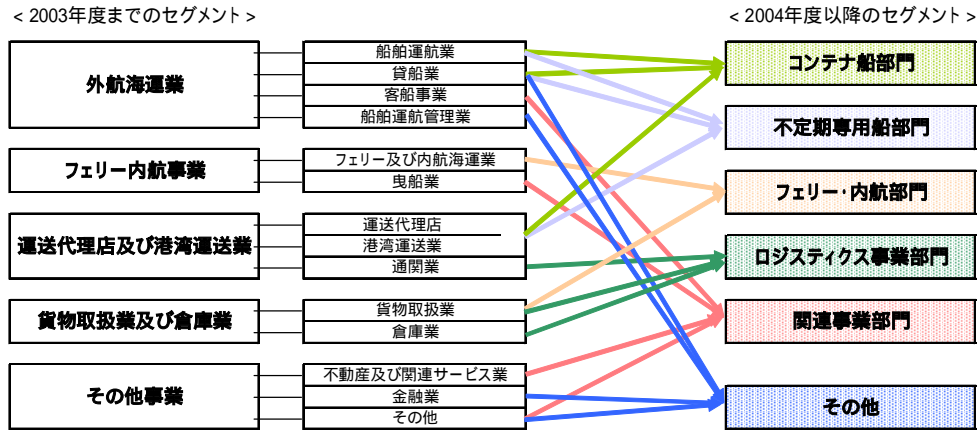 < 2003年度までのセグメント >
< 2004年度以降のセグメント >
外航海運業
船舶運航業
貸船業
客船事業
船舶運航管理業
フェリー内航事業
フェリー及び内航海運業
曳船業
運送代理店及び港湾運送業
運送代理店
港湾運送業
通関業
貨物取扱業及び倉庫業
貨物取扱業
倉庫業
その他事業
不動産及び関連サービス業
金融業
その他
コンテナ船部門
不定期専用船部門
フェリー・内航部門
ロジスティクス事業部門
関連事業部門
その他